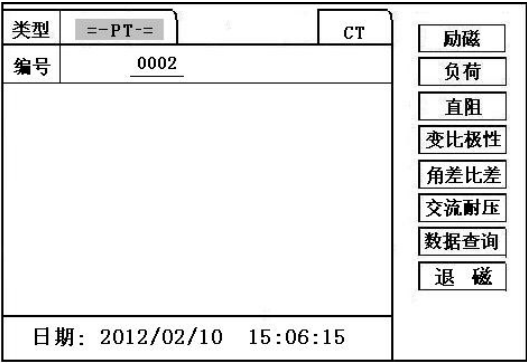 类型 =-PT-= CT
编号 0002
励磁
负荷
直阻
变比极性
角差比差
交流耐压
数据查询
退 磁
日期: 2012/02/10 15:06:15